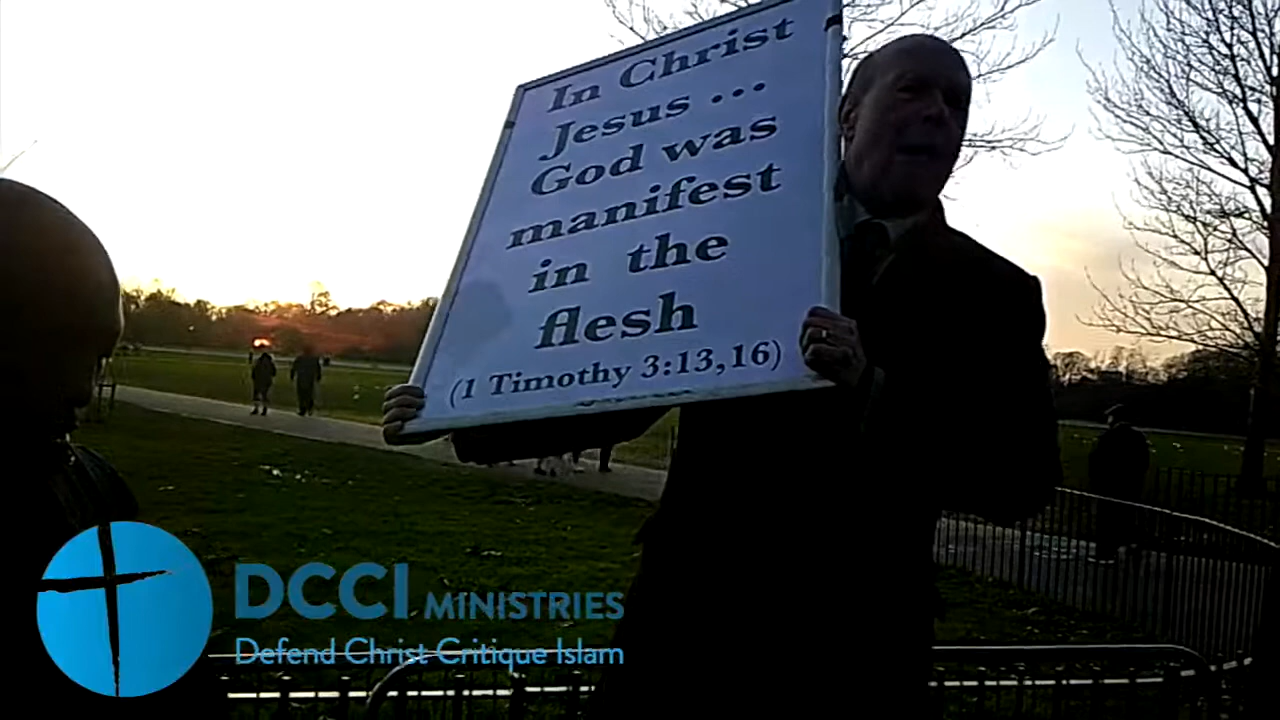 In Christ
Jesus ...
God was
manifest
in the
flesh
(1 Timothy 3:13,16)
DCCI MINISTRIES
Defend Christ Critique Islam